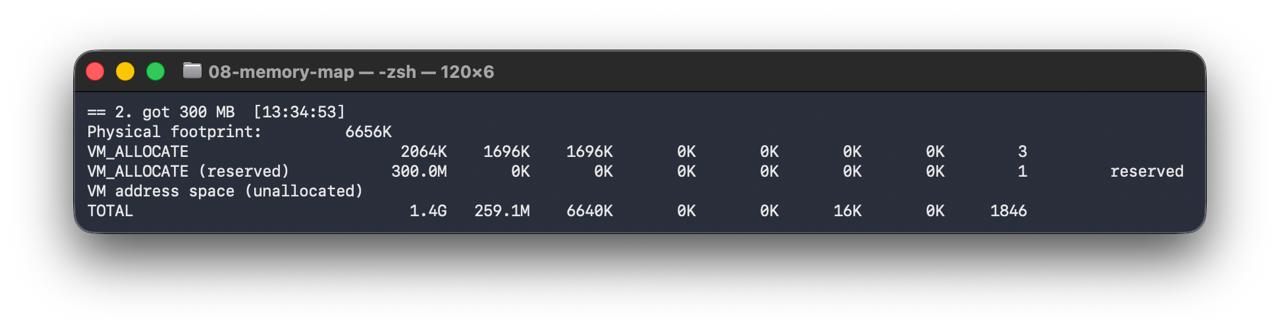 08-memory-map — -zsh — 120×6
== 2. got 300 MB  [13:34:53]
Physical footprint:         6656K
VM_ALLOCATE                       2064K    1696K    1696K       0K       0K       0K       0K        3
VM_ALLOCATE (reserved)           300.0M       0K       0K       0K       0K       0K       0K        1         reserved
VM address space (unallocated)
TOTAL                              1.4G   259.1M    6640K       0K       0K      16K       0K     1846